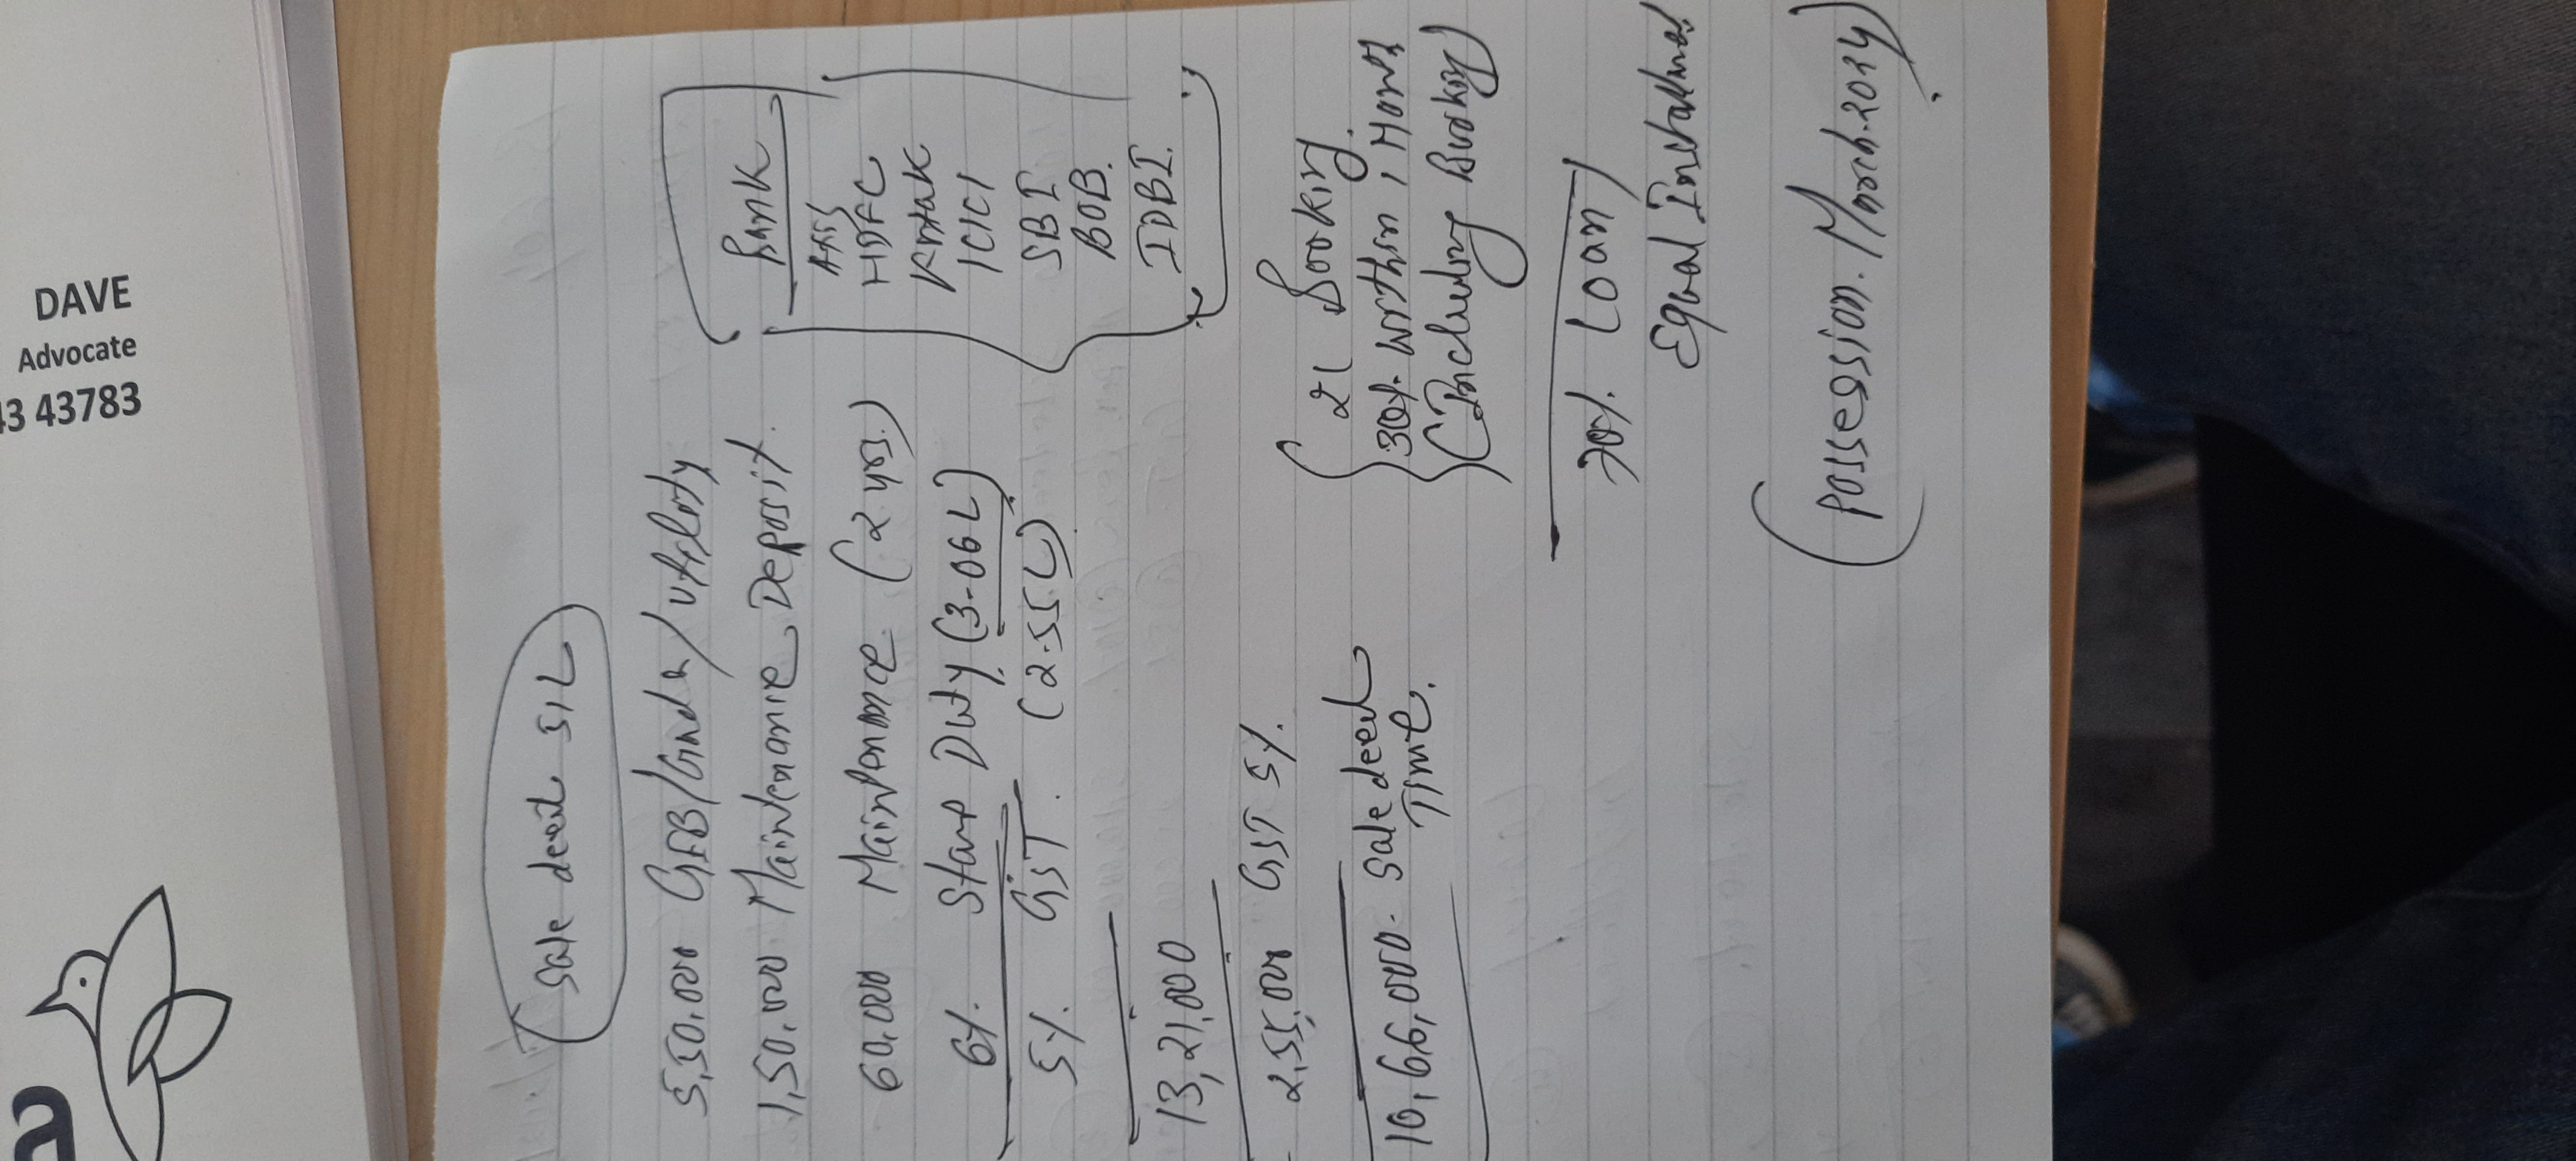 a
DAVE
Advocate
43 43783
Sale deed 51L
5,50,000 GEB/Guda/Utility
1,50,000 Maintenance Deposit.
60,000 Maintenance (2 yrs.)
6%. Stamp Duty (3.06 L)
5%. GST. (2.55L)
13,21,000
- 2,55,000 GST 5%.
10,66,000- Sale deed
Time.
Bank
Axis
HDFC
Kotak
ICICI
SBI
BOB.
IDBI.
2L Booking.
30%. within 1 Month
(Including Booking)
70%. Loan/
Equal Installment.
(Possession. March.2024)